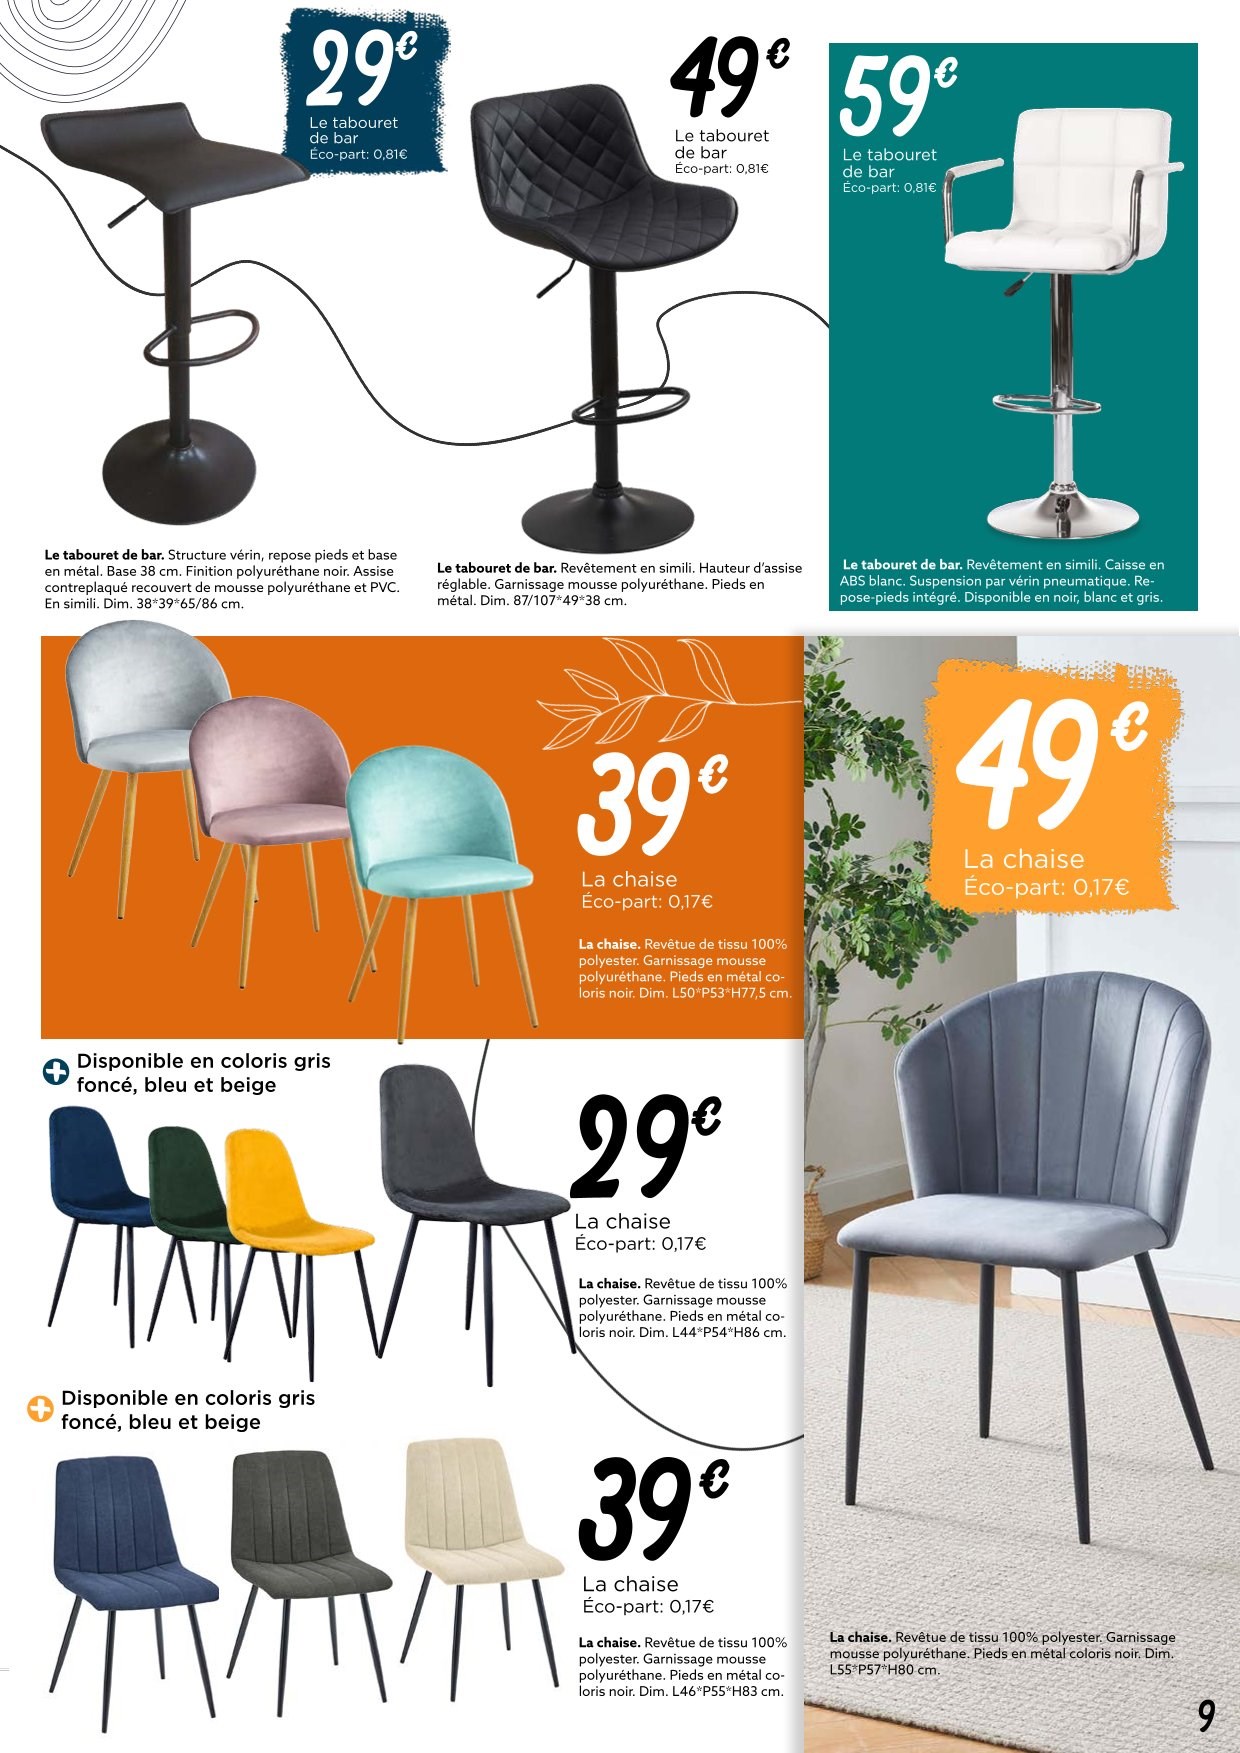 29€
Le tabouret
de bar
Éco-part: 0,81€
49€
Le tabouret
de bar
Éco-part: 0,81€
59€
Le tabouret
de bar
Éco-part: 0,81€
Le tabouret de bar. Structure vérin, repose pieds et base
en métal. Base 38 cm. Finition polyuréthane noir. Assise
contreplaqué recouvert de mousse polyuréthane et PVC.
En simili. Dim. 38*39*65/86 cm.
Le tabouret de bar. Revêtement en simili. Hauteur d'assise
réglable. Garnissage mousse polyuréthane. Pieds en
métal. Dim. 87/107*49*38 cm.
Le tabouret de bar. Revêtement en simili. Caisse en
ABS blanc. Suspension par vérin pneumatique. Re-
pose-pieds intégré. Disponible en noir, blanc et gris.
39€
La chaise
Éco-part: 0,17€
La chaise. Revêtue de tissu 100%
polyester. Garnissage mousse
polyuréthane. Pieds en métal co-
loris noir. Dim. L50*P53*H77,5 cm.
49€
La chaise
Éco-part: 0,17€
Disponible en coloris gris
foncé, bleu et beige
29€
La chaise
Éco-part: 0,17€
La chaise. Revêtue de tissu 100%
polyester. Garnissage mousse
polyuréthane. Pieds en métal co-
loris noir. Dim. L44*P54*H86 cm.
Disponible en coloris gris
foncé, bleu et beige
39€
La chaise
Éco-part: 0,17€
La chaise. Revêtue de tissu 100%
polyester. Garnissage mousse
polyuréthane. Pieds en métal co-
loris noir. Dim. L46*P55*H83 cm.
La chaise. Revêtue de tissu 100% polyester. Garnissage
mousse polyuréthane. Pieds en métal coloris noir. Dim.
L55*P57*H80 cm.
9